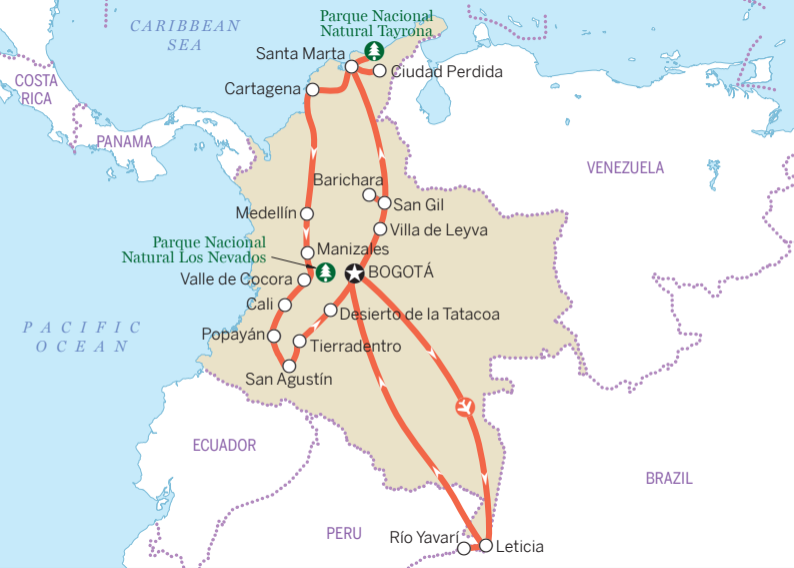 Parque Nacional
Natural Tayrona
CARIBBEAN
SEA
Santa Marta
Ciudad Perdida
COSTA
RICA
Cartagena
PANAMA
VENEZUELA
Barichara
San Gil
Medellín
Villa de Leyva
Parque Nacional
Natural Los Nevados
Manizales
BOGOTÁ
Valle de Cocora
Cali
Desierto de la Tatacoa
PACIFIC
OCEAN
Popayán
Tierradentro
San Agustín
ECUADOR
BRAZIL
PERU
Río Yavarí
Leticia